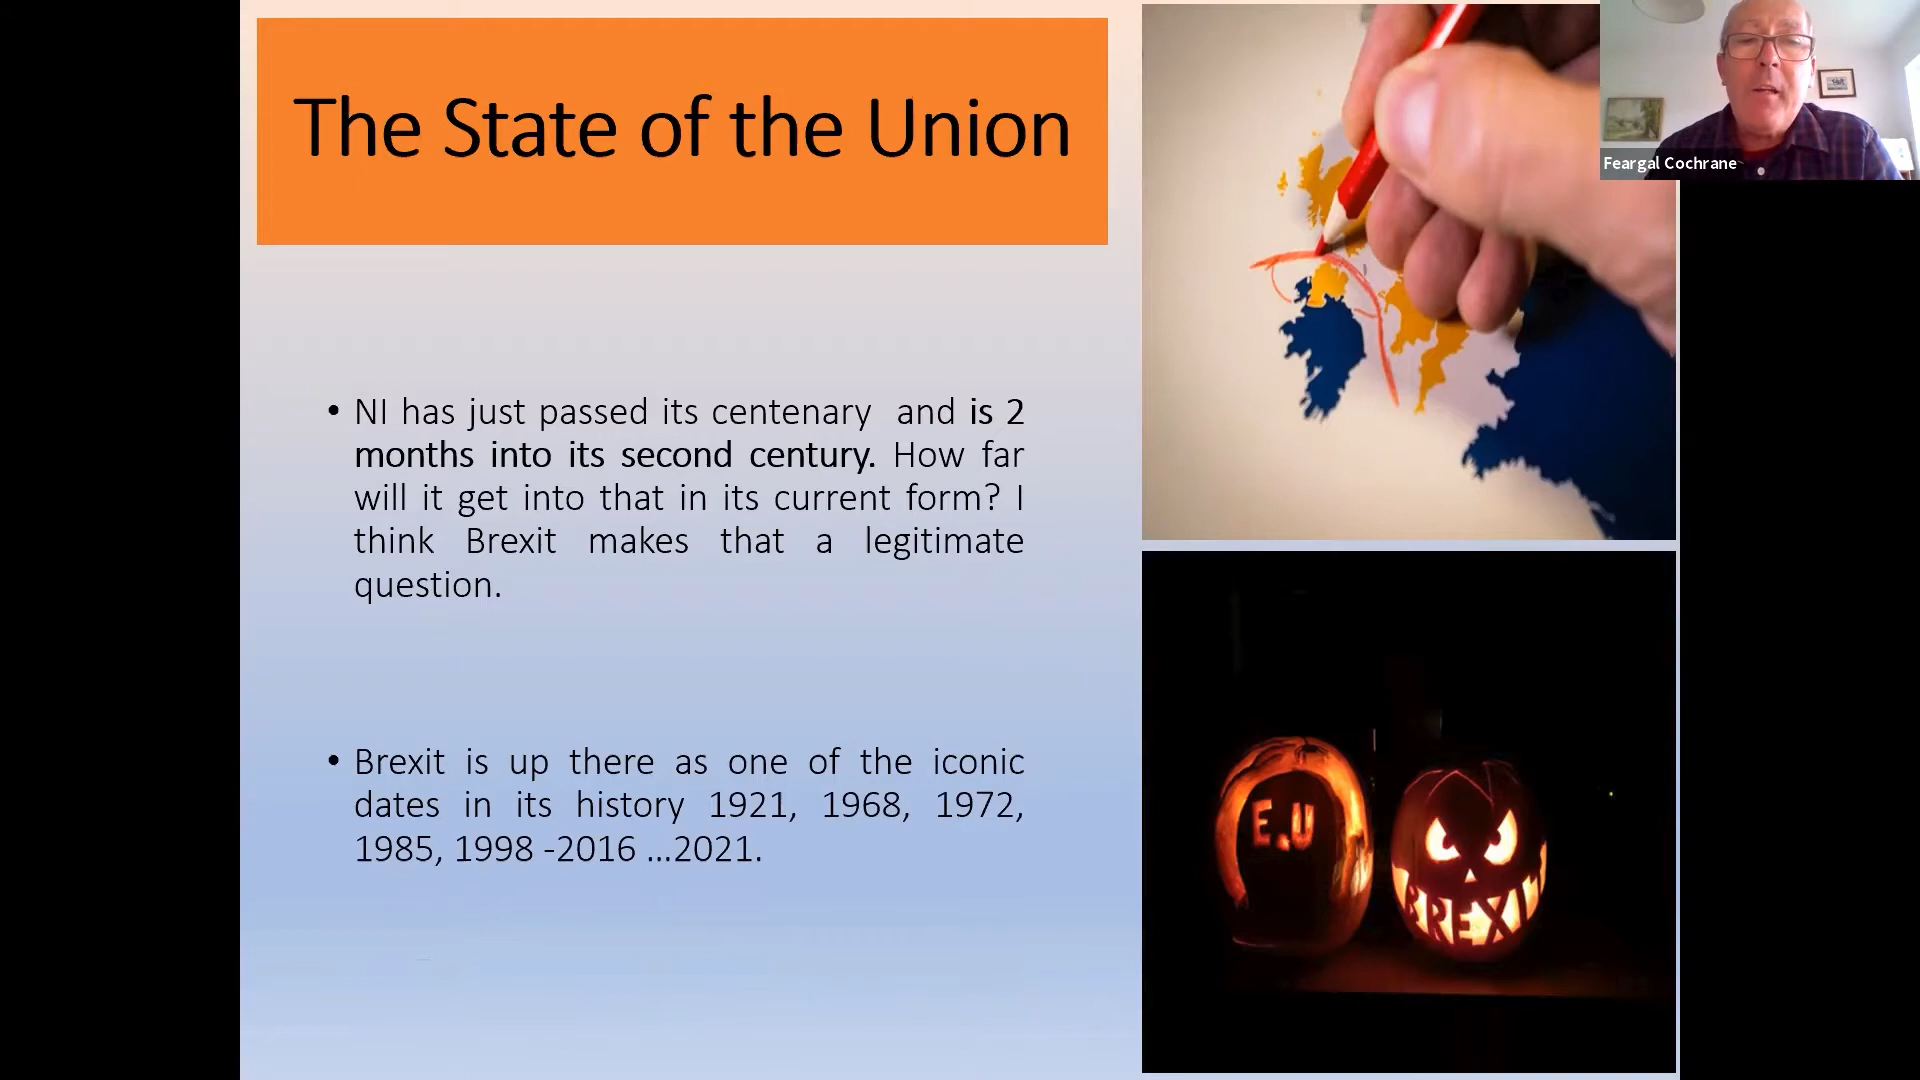 The State of the Union
Feargal Cochrane
• NI has just passed its centenary and is 2
months into its second century. How far
will it get into that in its current form? I
think Brexit makes that a legitimate
question.
• Brexit is up there as one of the iconic
dates in its history 1921, 1968, 1972,
1985, 1998 -2016 ...2021.
E.U
BREXIT